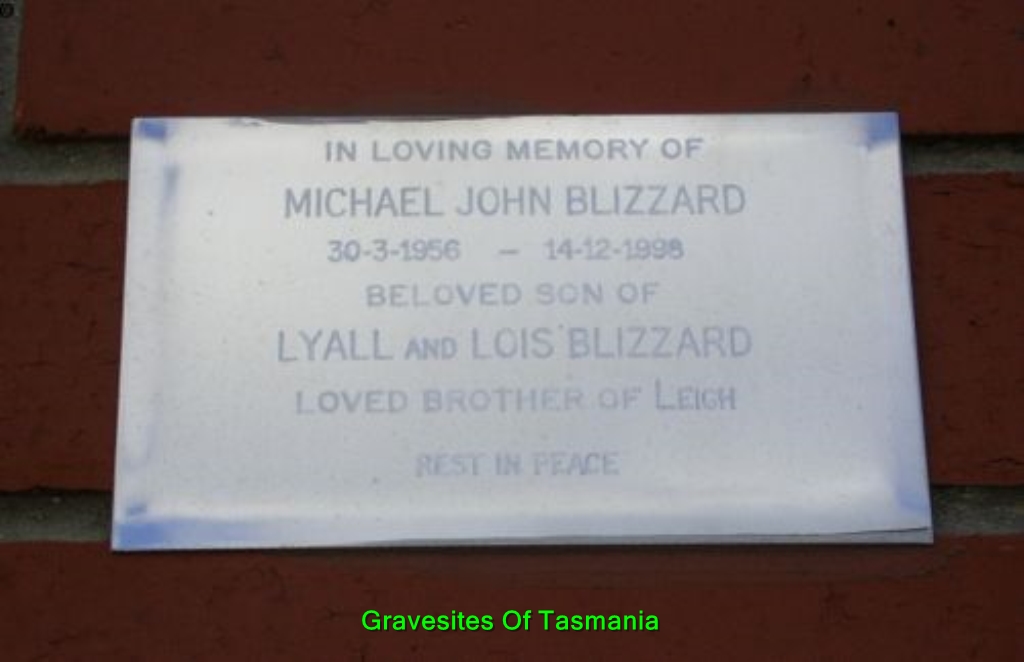 IN LOVING MEMORY OF
MICHAEL JOHN BLIZZARD
30-3-1956 – 14-12-1998
BELOVED SON OF
LYALL AND LOIS BLIZZARD
LOVED BROTHER OF LEIGH
REST IN PEACE
Gravesites Of Tasmania